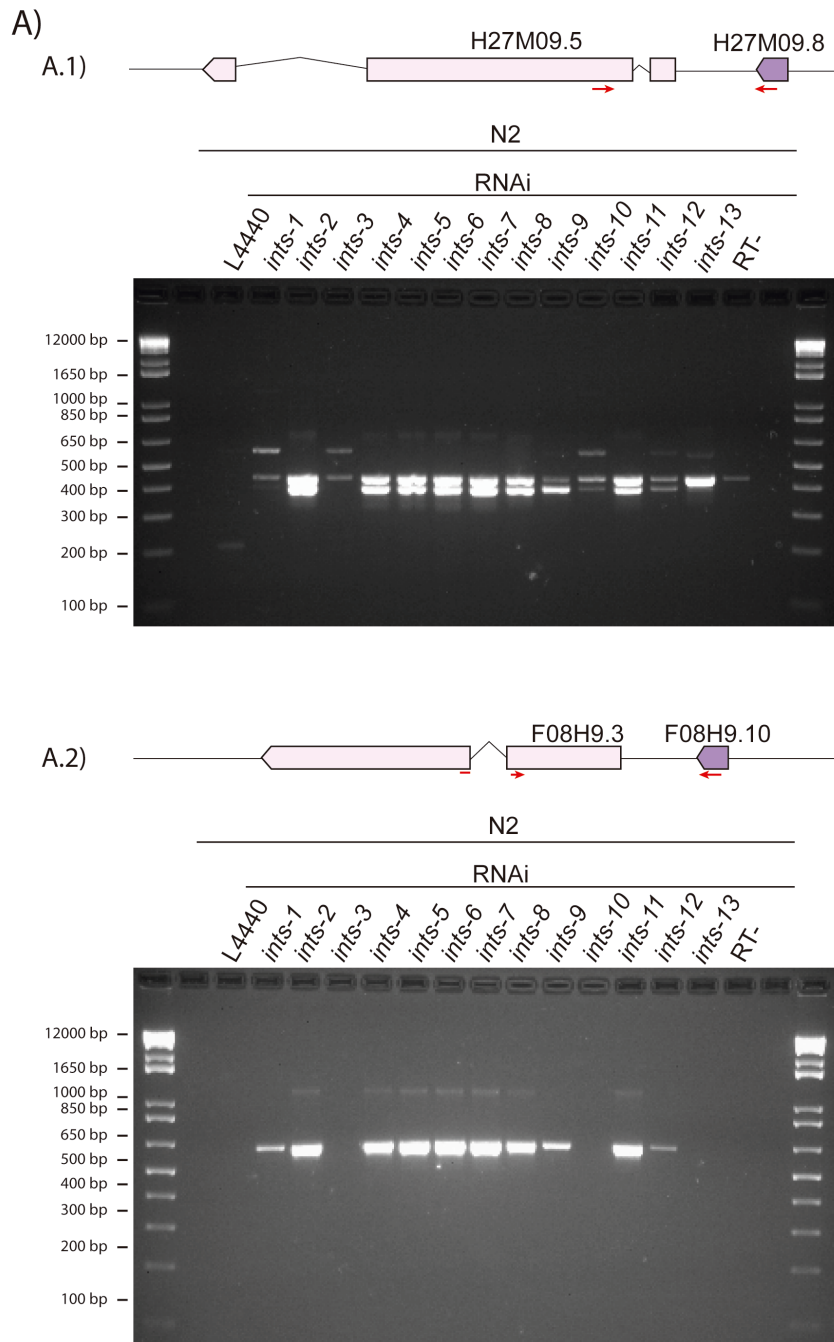 A)
A.1)
H27M09.5
H27M09.8
N2
RNAi
L4440 ints-1 ints-2 ints-3 ints-4 ints-5 ints-6 ints-7 ints-8 ints-9 ints-10 ints-11 ints-12 ints-13 RT-
12000 bp
1650 bp
1000 bp
850 bp
650 bp
500 bp
400 bp
300 bp
200 bp
100 bp
A.2)
F08H9.3
F08H9.10
N2
RNAi
L4440 ints-1 ints-2 ints-3 ints-4 ints-5 ints-6 ints-7 ints-8 ints-9 ints-10 ints-11 ints-12 ints-13 RT-
12000 bp
1650 bp
1000 bp
850 bp
650 bp
500 bp
400 bp
300 bp
200 bp
100 bp